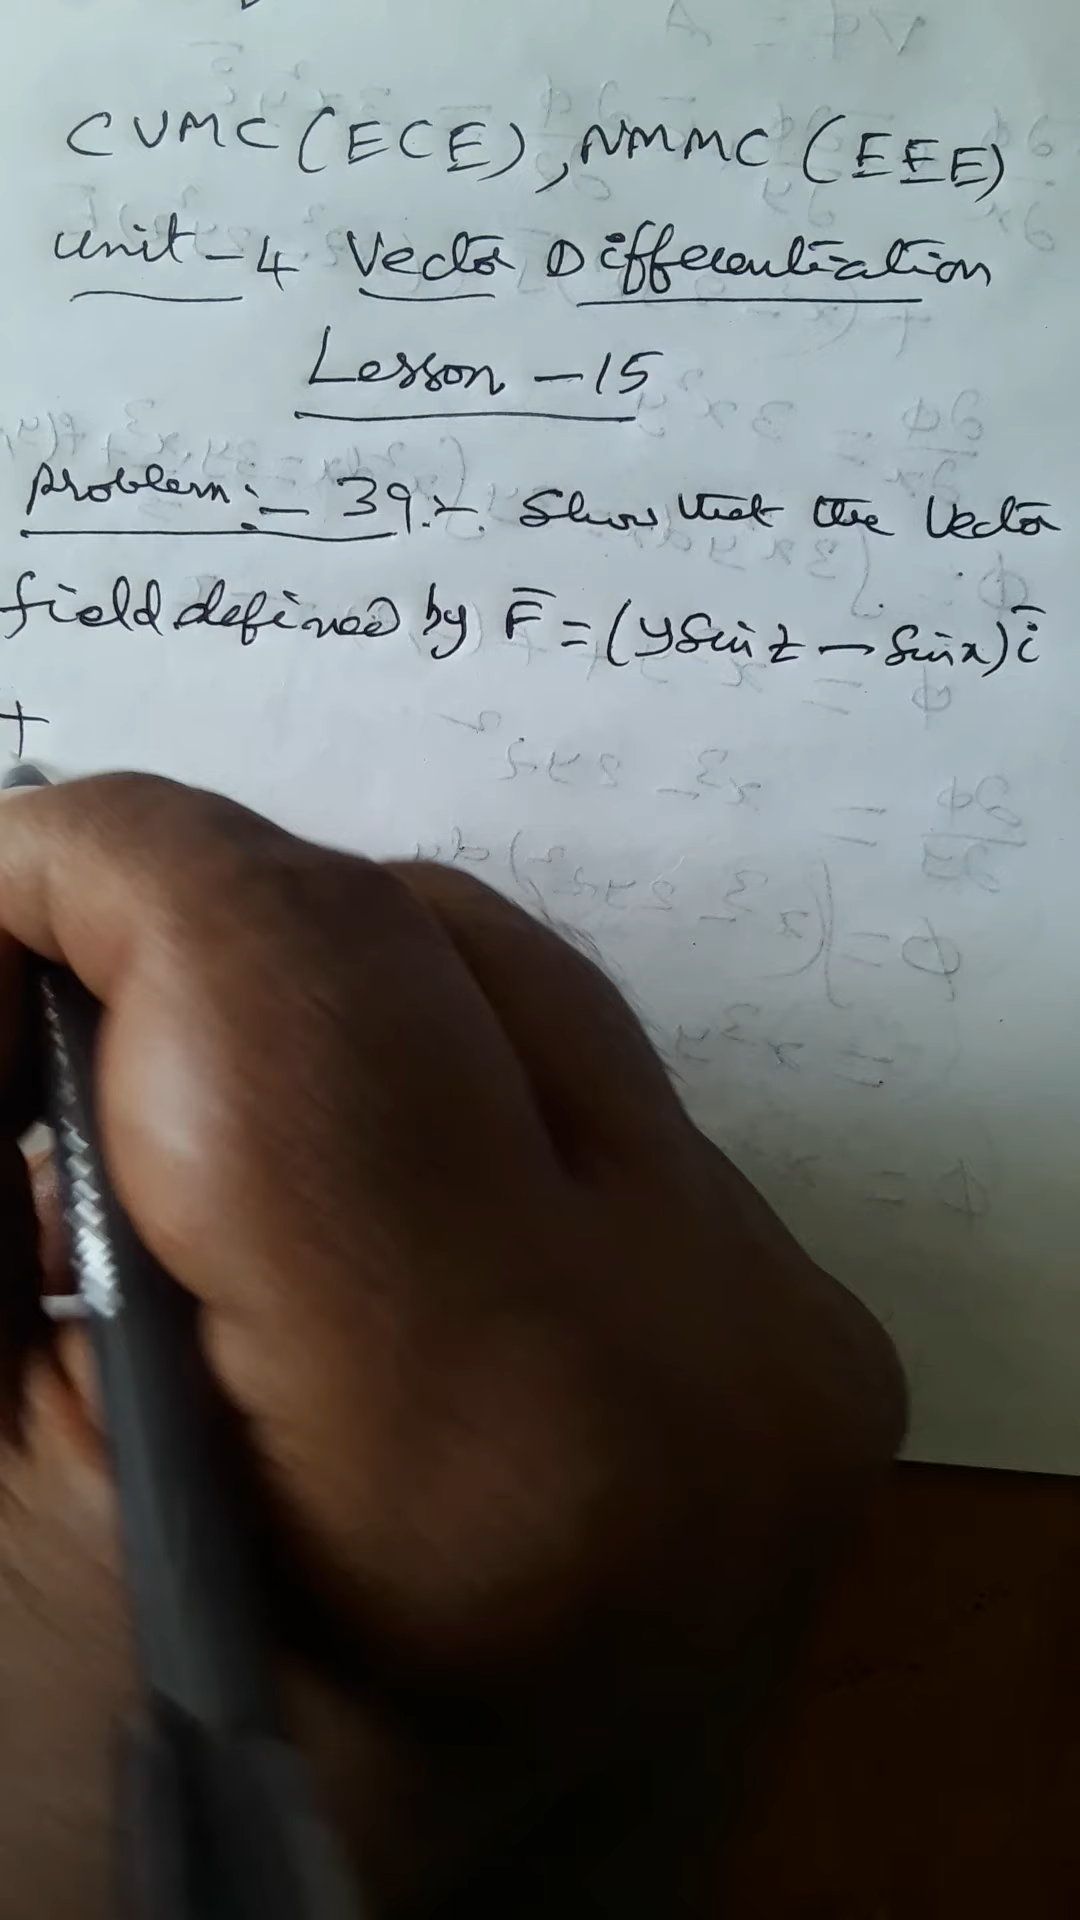 CVMC (ECE), NMMC (EEE)
Unit - 4 Vector Differentiation
Lesson - 15
Problem :- 39 :- Show that the Vector
field defined by F̄ = (y Sin z - Sin x) ī
+